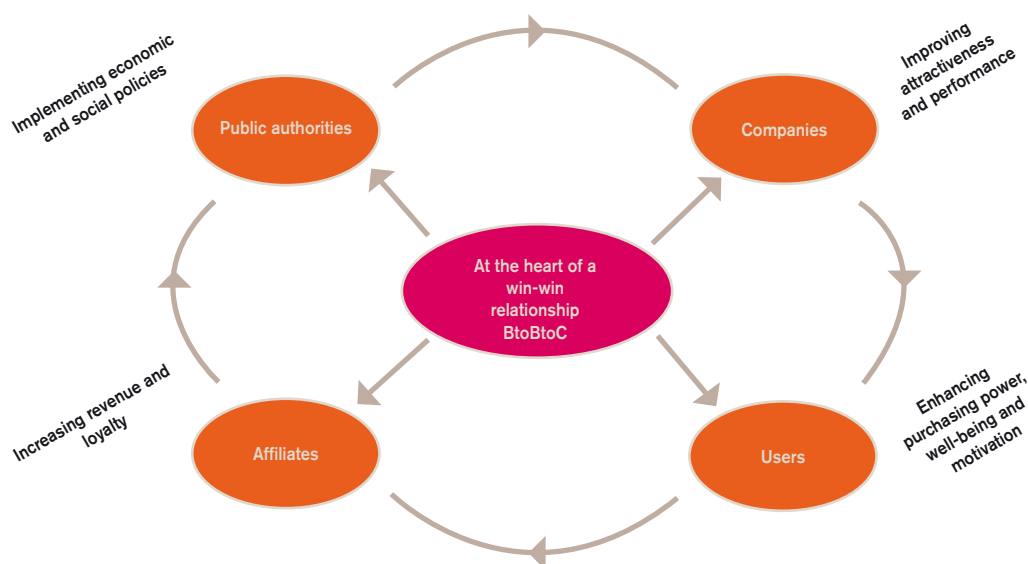 Implementing economic
and social policies
Public authorities
Improving
attractiveness
and performance
Companies
At the heart of a
win-win
relationship
BtoBtoC
Increasing revenue and
loyalty
Affiliates
Users
Enhancing
purchasing power,
well-being and
motivation